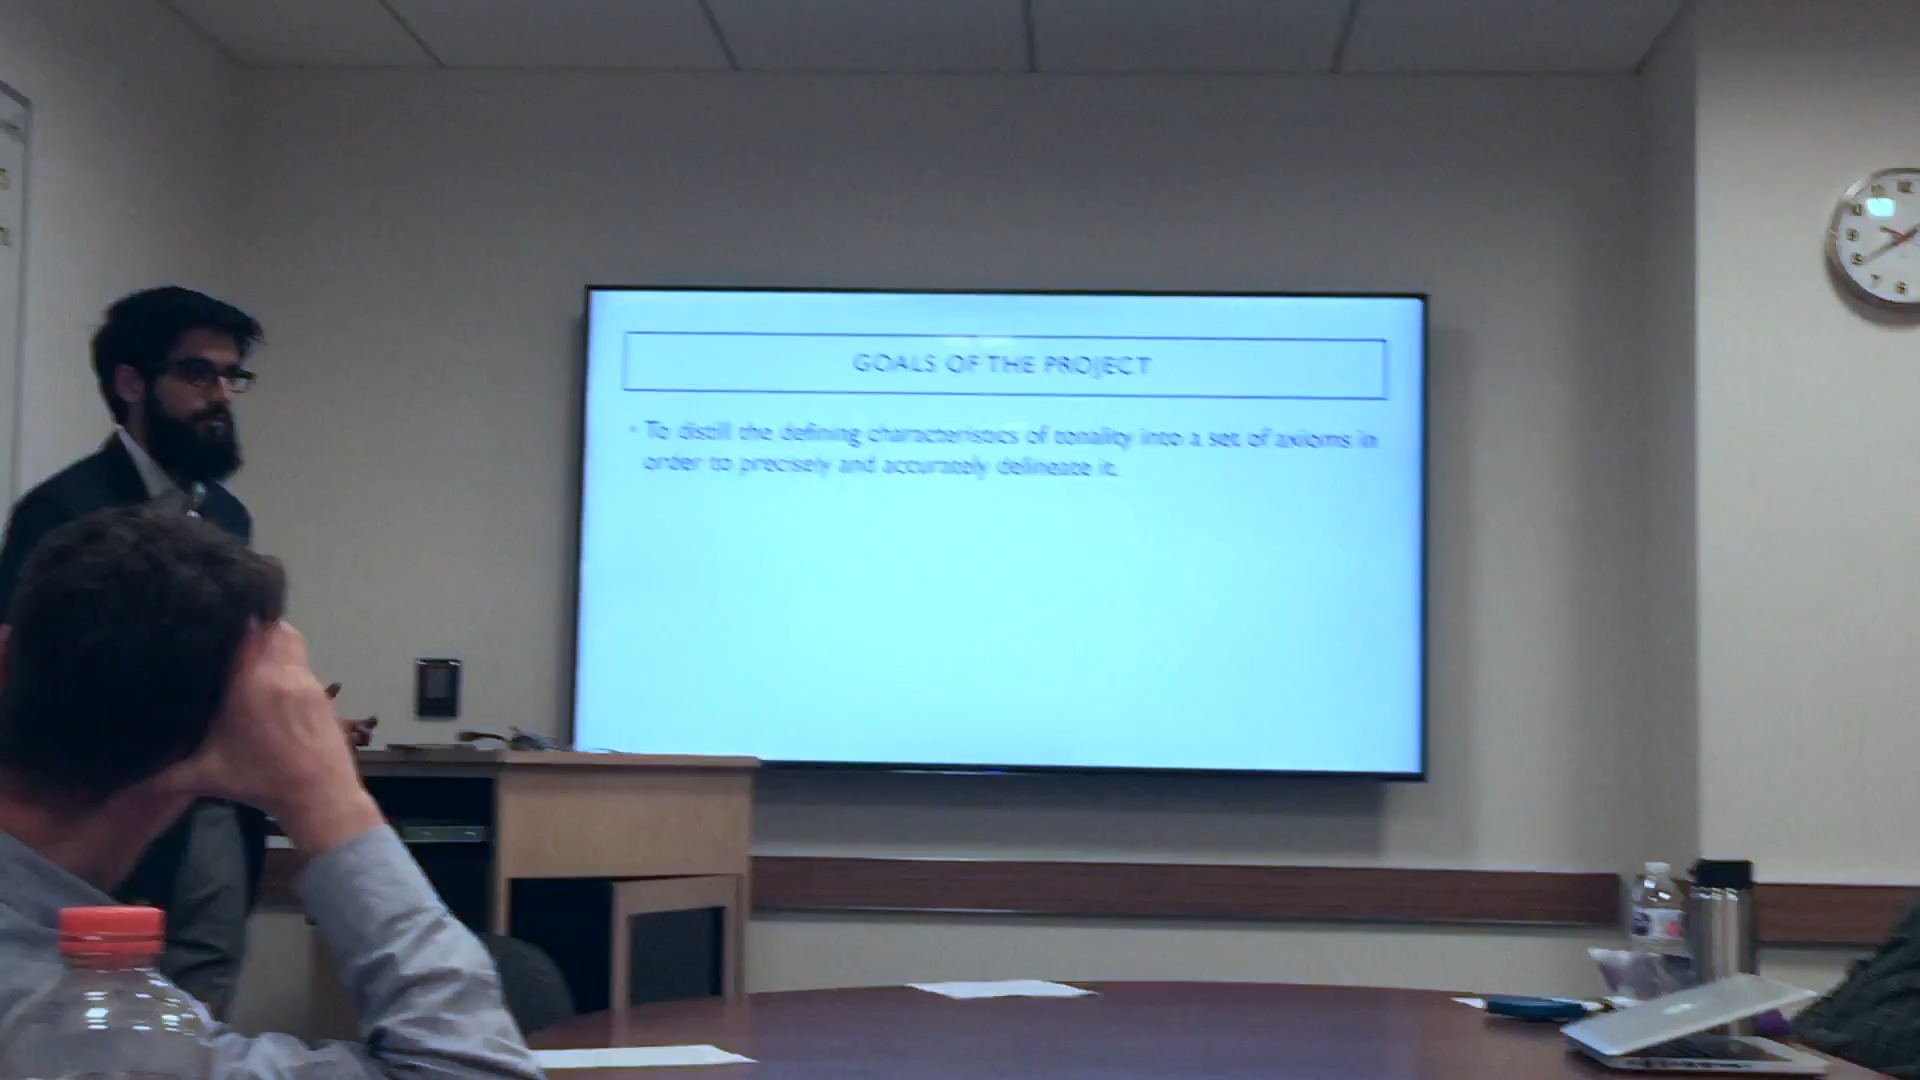 GOALS OF THE PROJECT
• To distill the defining characteristics of tonality into a set of axioms in
order to precisely and accurately delineate it.